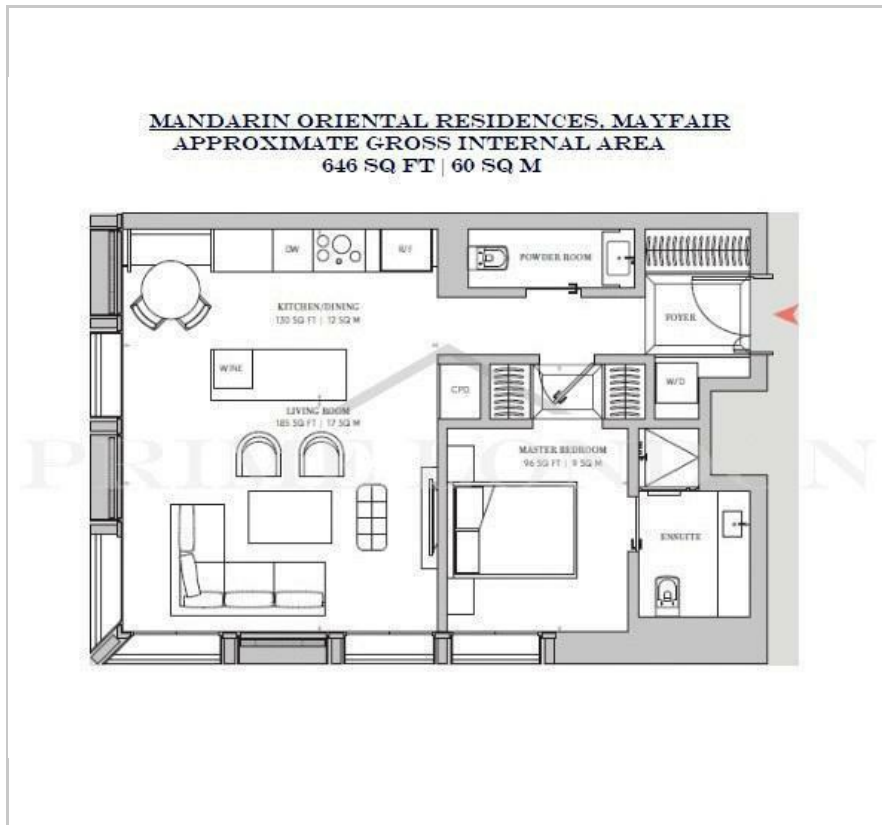 MANDARIN ORIENTAL RESIDENCES, MAYFAIR
APPROXIMATE GROSS INTERNAL AREA
646 SQ FT | 60 SQ M
DW
R/F
POWDER ROOM
KITCHEN/DINING
130 SQ FT | 12 SQ M
FOYER
WINE
CPD
W/D
LIVING ROOM
185 SQ FT | 17 SQ M
MASTER BEDROOM
96 SQ FT | 9 SQ M
PRIME LONDON
ENSUITE